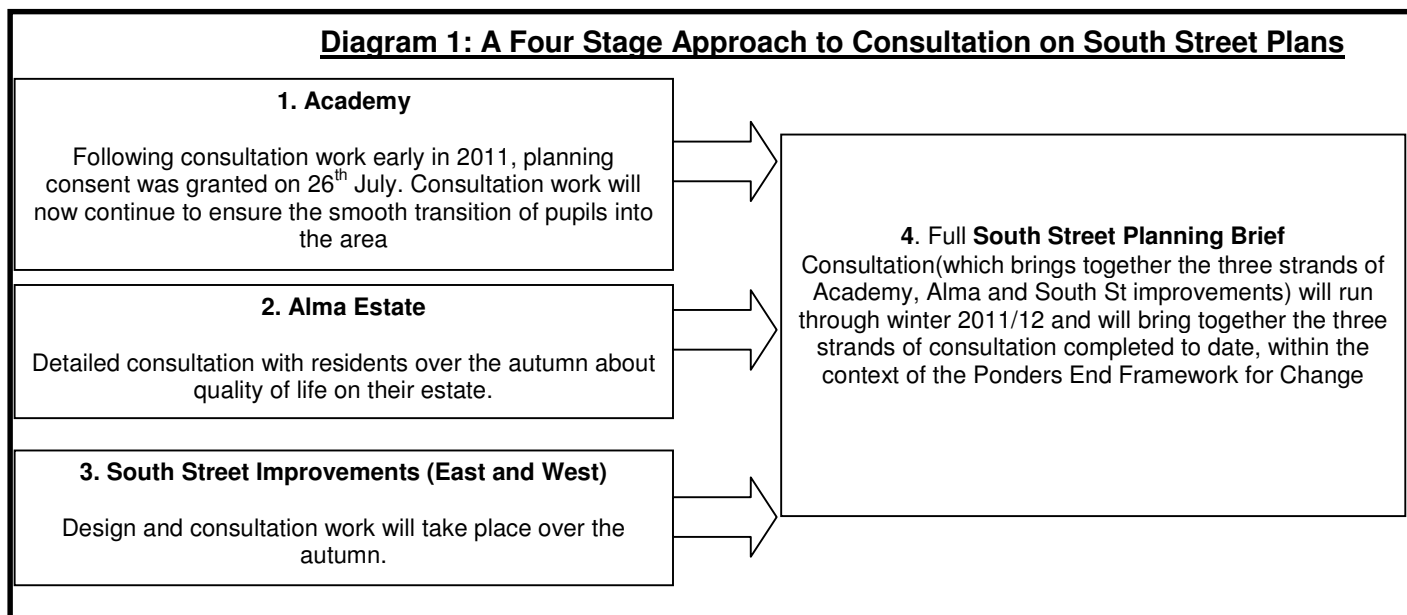 Diagram 1: A Four Stage Approach to Consultation on South Street Plans
1. Academy
Following consultation work early in 2011, planning
consent was granted on 26th July. Consultation work will
now continue to ensure the smooth transition of pupils into
the area
2. Alma Estate
Detailed consultation with residents over the autumn about
quality of life on their estate.
3. South Street Improvements (East and West)
Design and consultation work will take place over the
autumn.
4. Full South Street Planning Brief
Consultation(which brings together the three strands of
Academy, Alma and South St improvements) will run
through winter 2011/12 and will bring together the three
strands of consultation completed to date, within the
context of the Ponders End Framework for Change